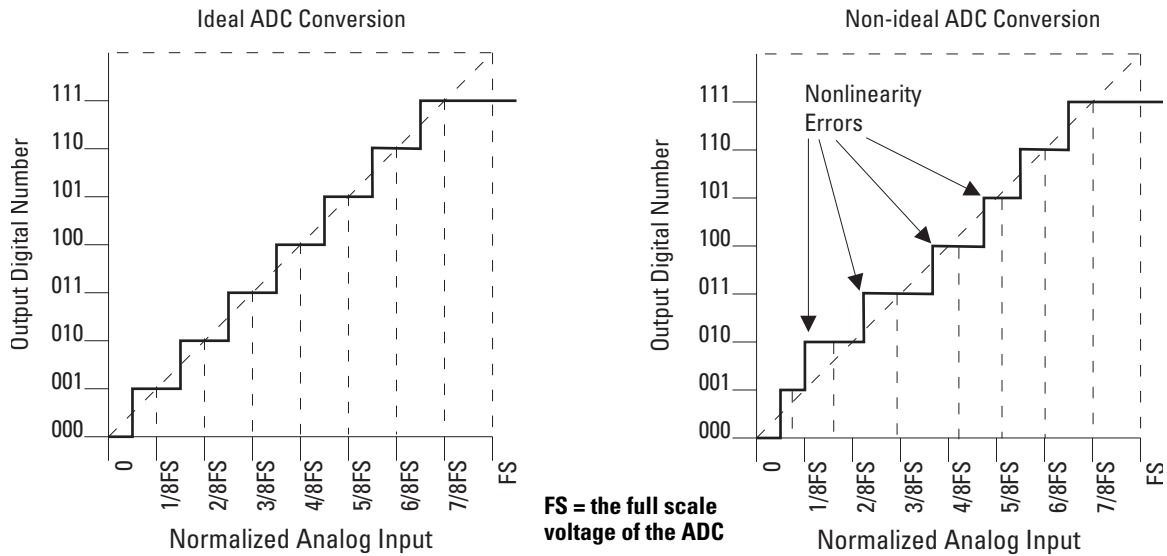 Ideal ADC Conversion
Output Digital Number
111
110
101
100
011
010
001
000
0
1/8FS
2/8FS
3/8FS
4/8FS
5/8FS
6/8FS
7/8FS
FS
Normalized Analog Input
FS = the full scale
voltage of the ADC
Non-ideal ADC Conversion
Nonlinearity
Errors
Output Digital Number
111
110
101
100
011
010
001
000
0
1/8FS
2/8FS
3/8FS
4/8FS
5/8FS
6/8FS
7/8FS
FS
Normalized Analog Input